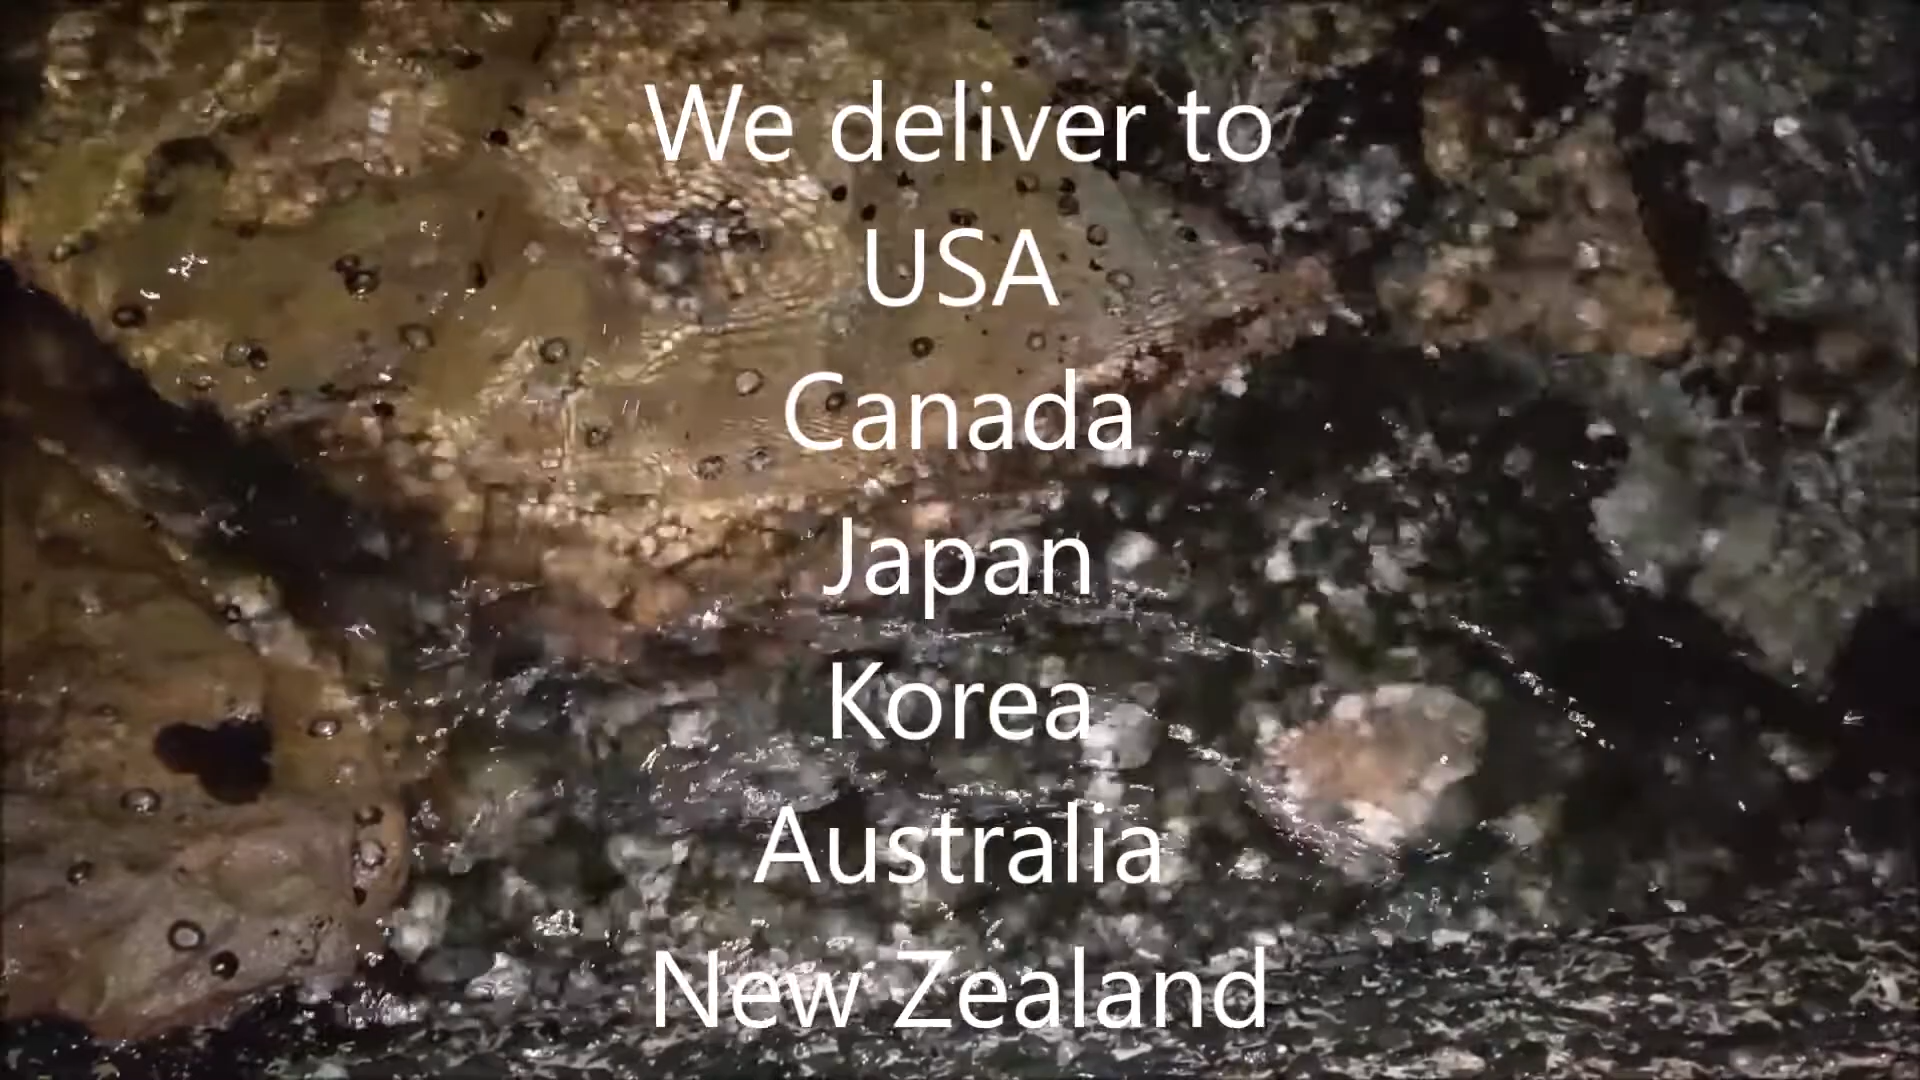 We deliver to
USA
Canada
Japan
Korea
Australia
New Zealand